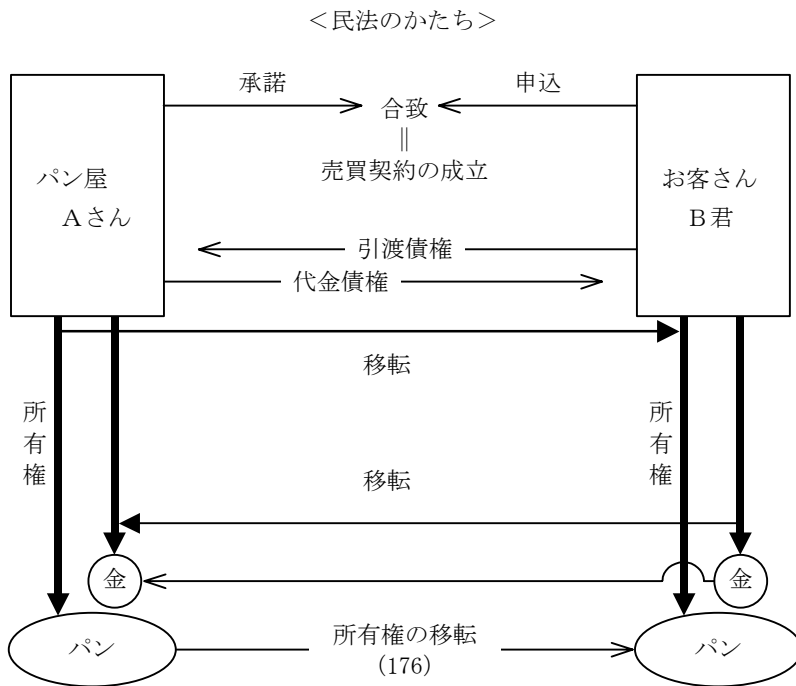 ＜民法のかたち＞
承諾
申込
合致
||
売買契約の成立
パン屋
Ａさん
お客さん
Ｂ君
引渡債権
代金債権
移転
所有権
所有権
移転
金
金
パン
所有権の移転
(176)
パン